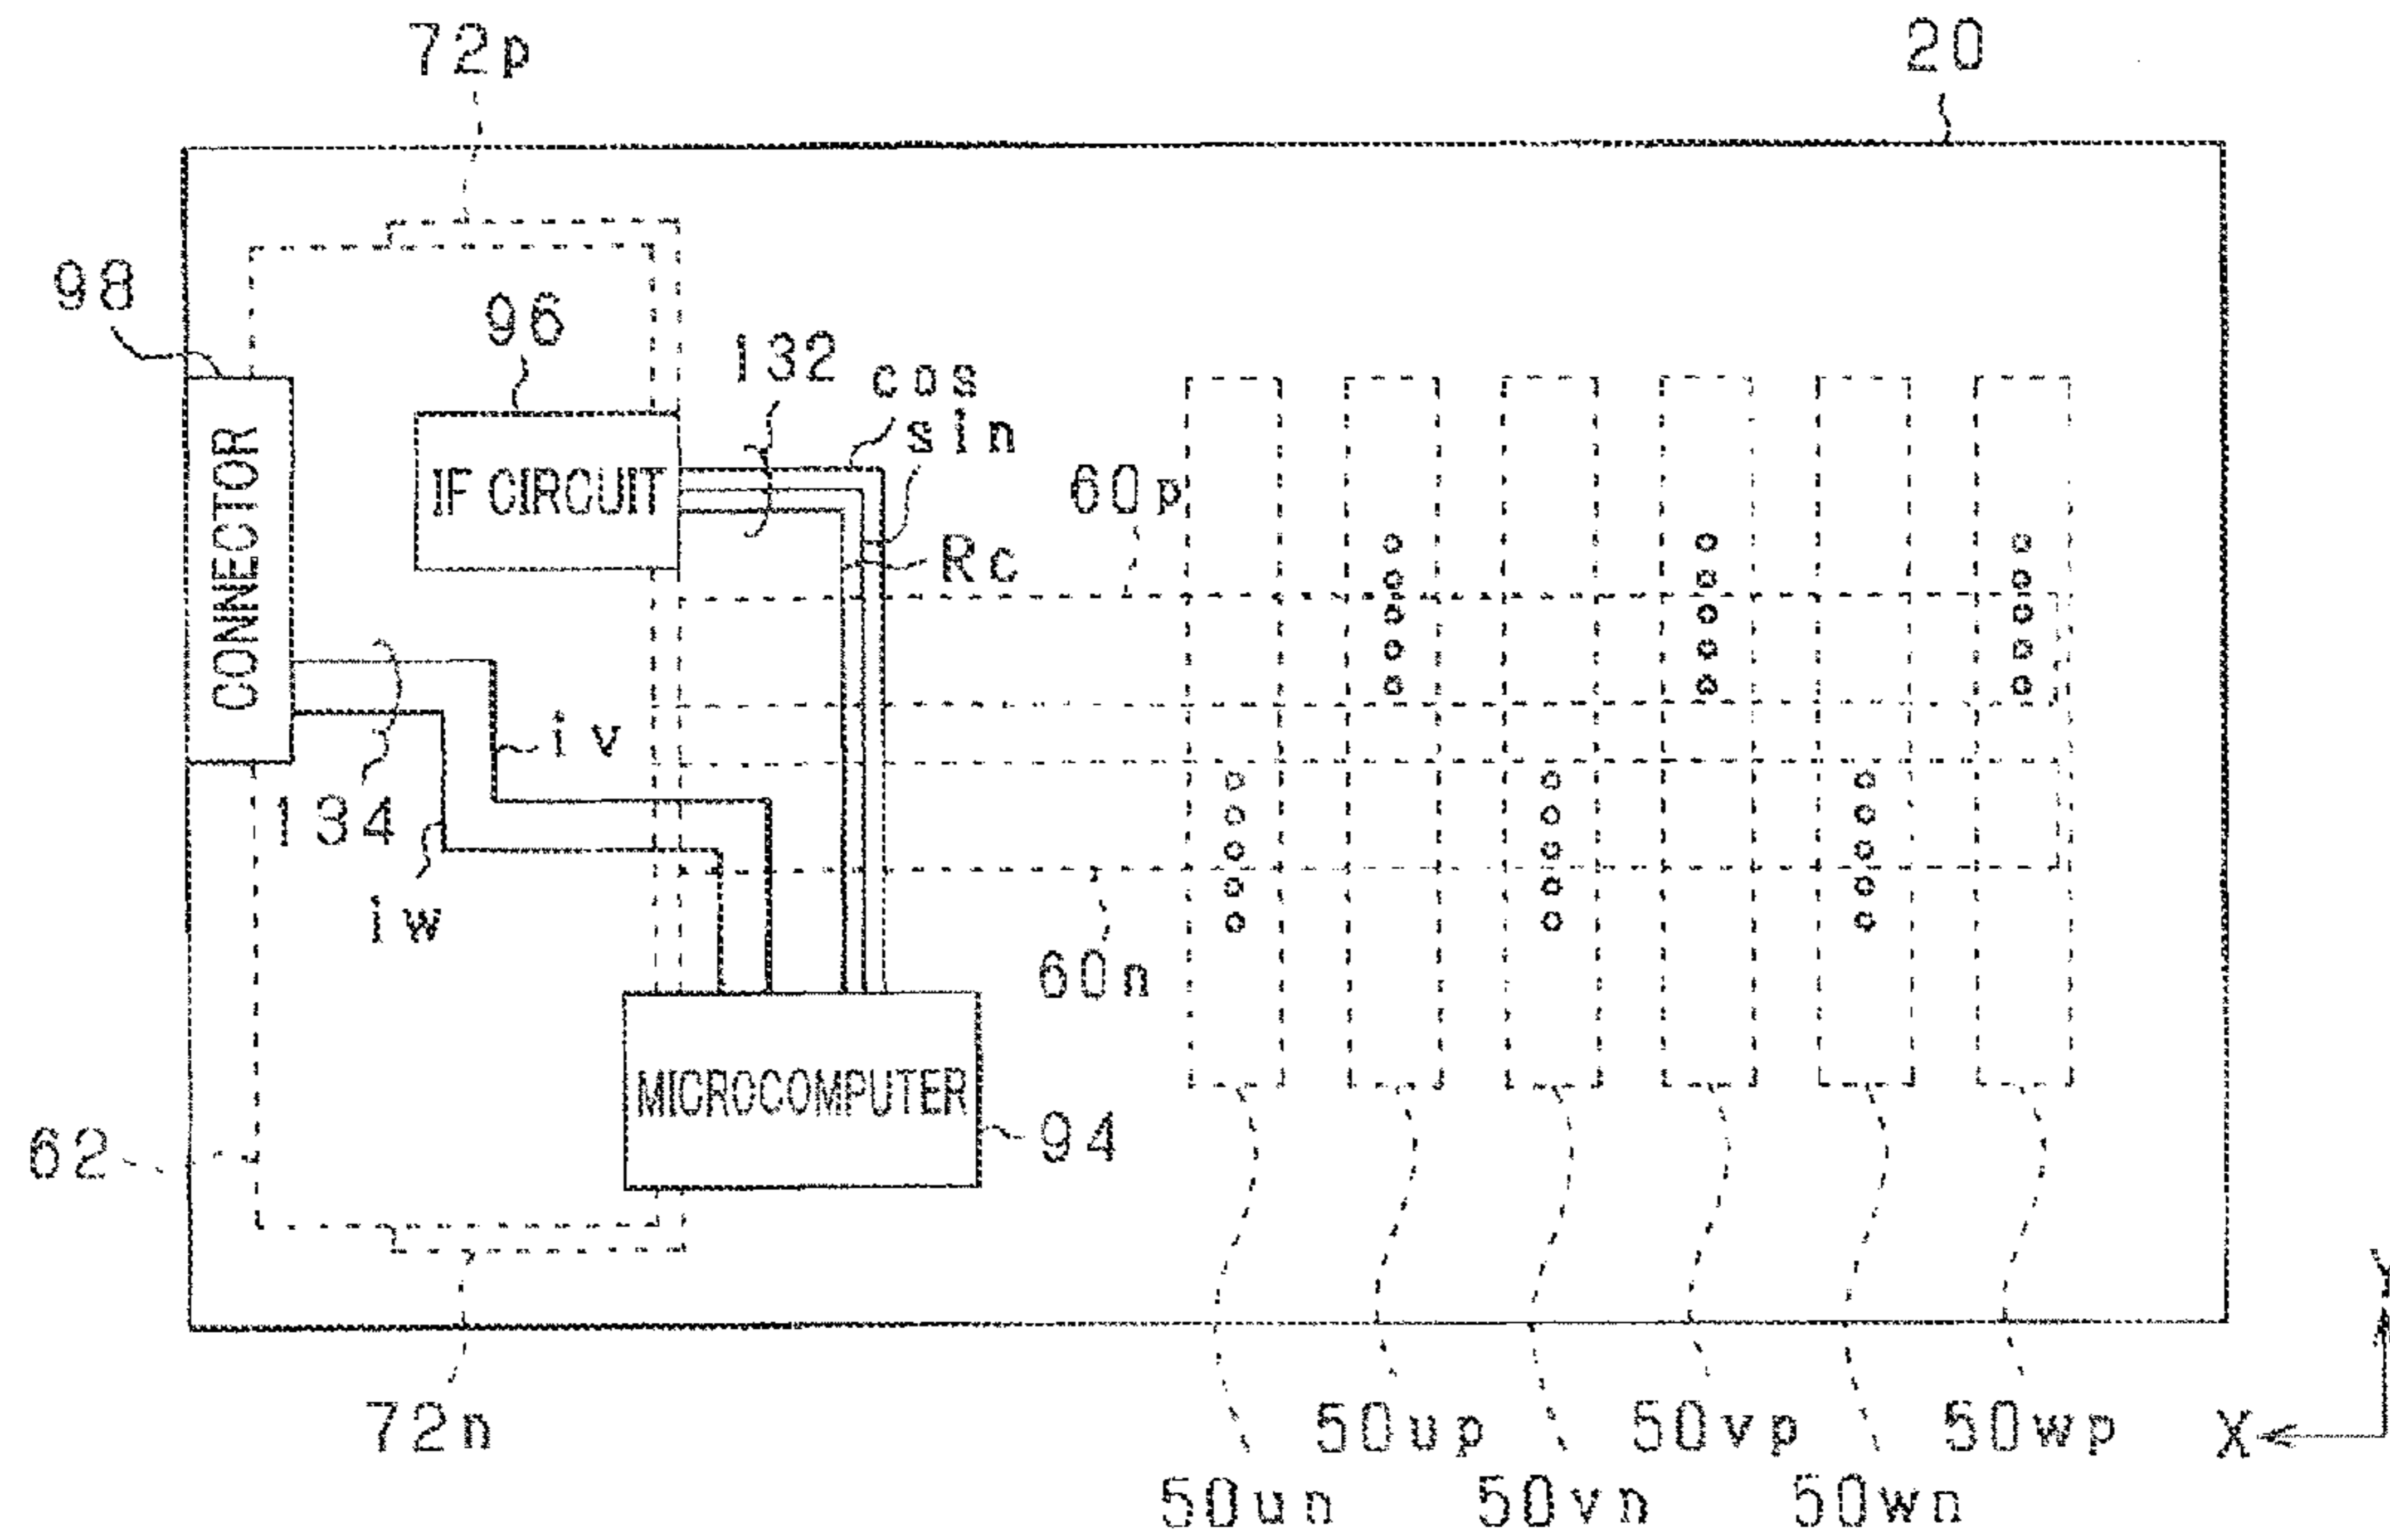 72p
20
98
96
132
cos
sin
CONNECTOR
IF CIRCUIT
60p
Rc
iv
134
iw
60n
MICROCOMPUTER
94
62
Y
72n
50up
50vp
50wp
X
50un
50vn
50wn